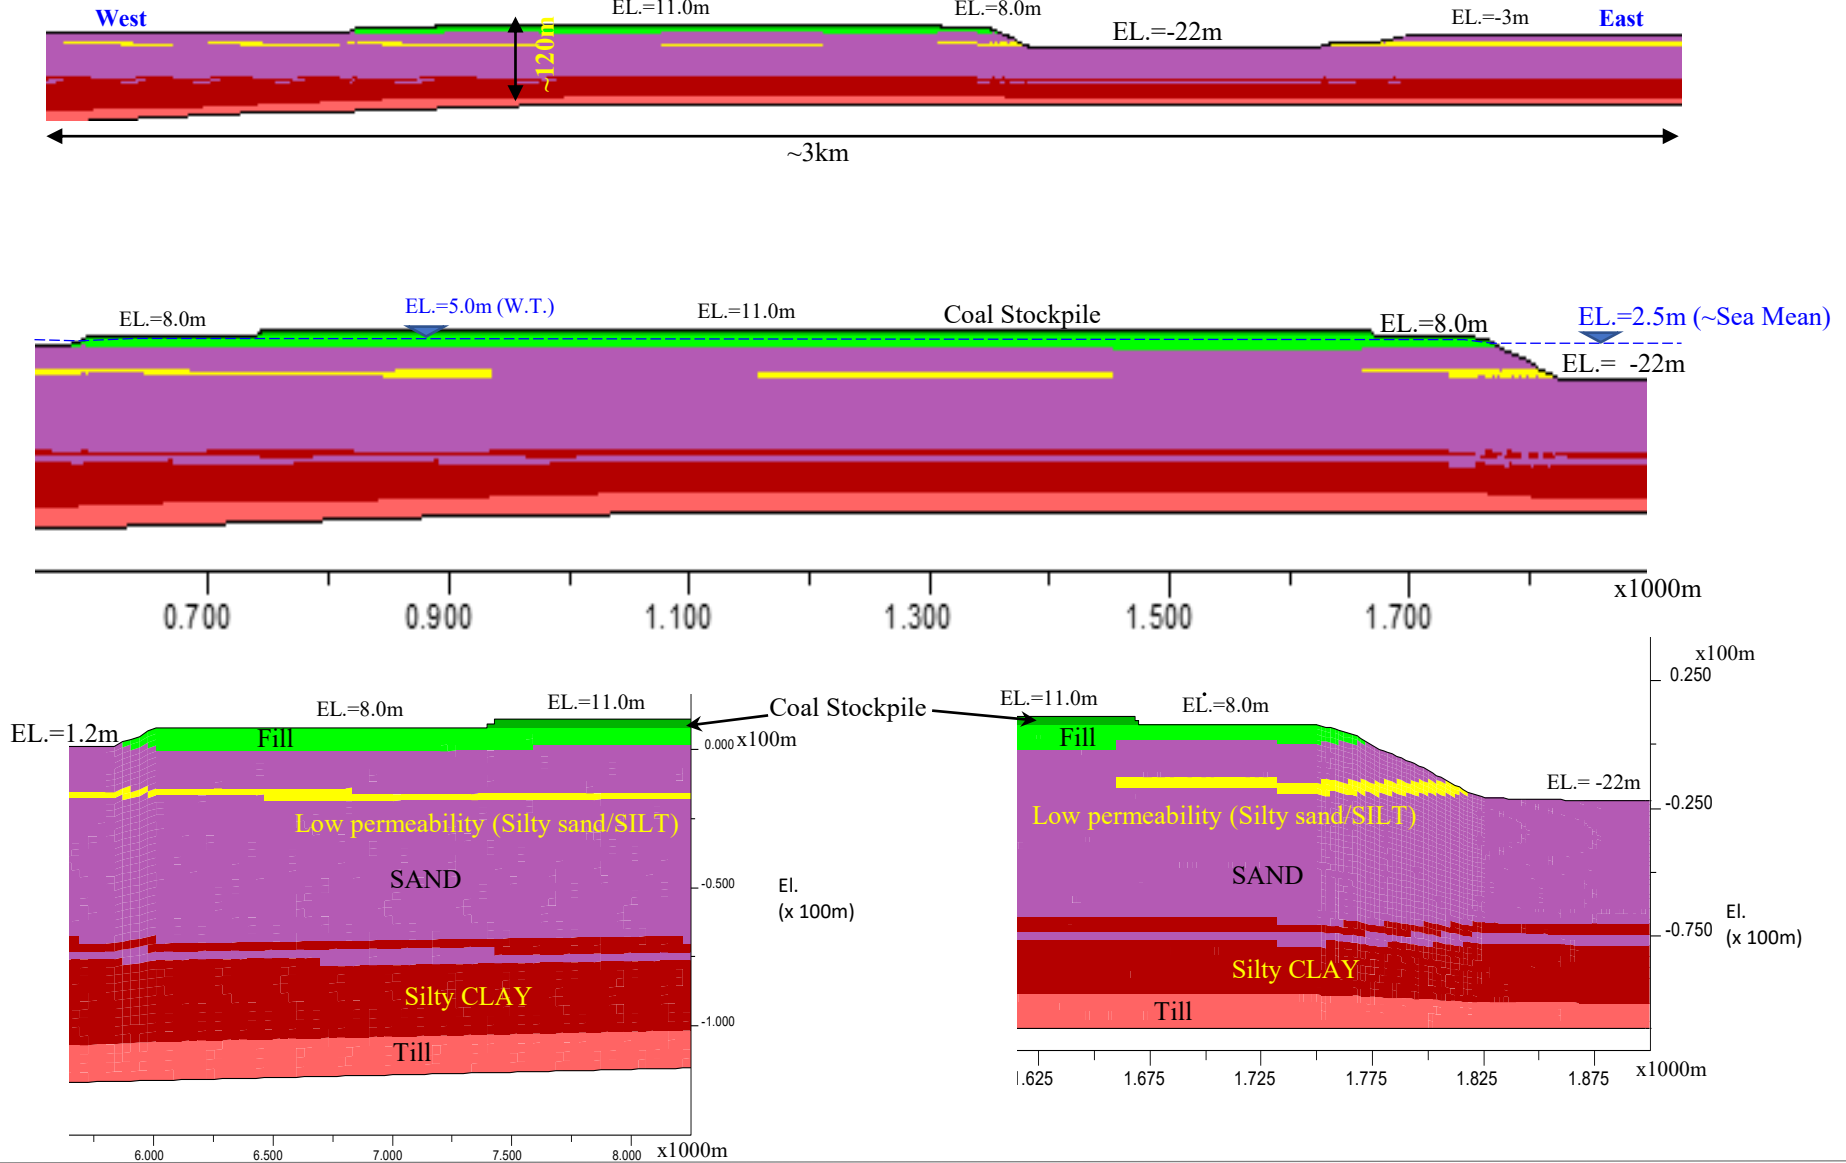 West
EL.=11.0m
EL.=8.0m
EL.=-22m
EL.=-3m
East
~120m
~3km
EL.=8.0m
EL.=5.0m (W.T.)
EL.=11.0m
Coal Stockpile
EL.=8.0m
EL.=2.5m (~Sea Mean)
EL.= -22m
0.700 0.900 1.100 1.300 1.500 1.700
x1000m
EL.=1.2m
EL.=8.0m
EL.=11.0m
Coal Stockpile
Fill
0.000 x100m
Low permeability (Silty sand/SILT)
SAND
-0.500
El.
(x 100m)
Silty CLAY
-1.000
Till
6.000 6.500 7.000 7.500 8.000
x1000m
EL.=11.0m
EL.=8.0m
x100m
0.250
Fill
EL.= -22m
-0.250
Low permeability (Silty sand/SILT)
SAND
-0.750
El.
(x 100m)
Silty CLAY
Till
1.625 1.675 1.725 1.775 1.825 1.875
x1000m